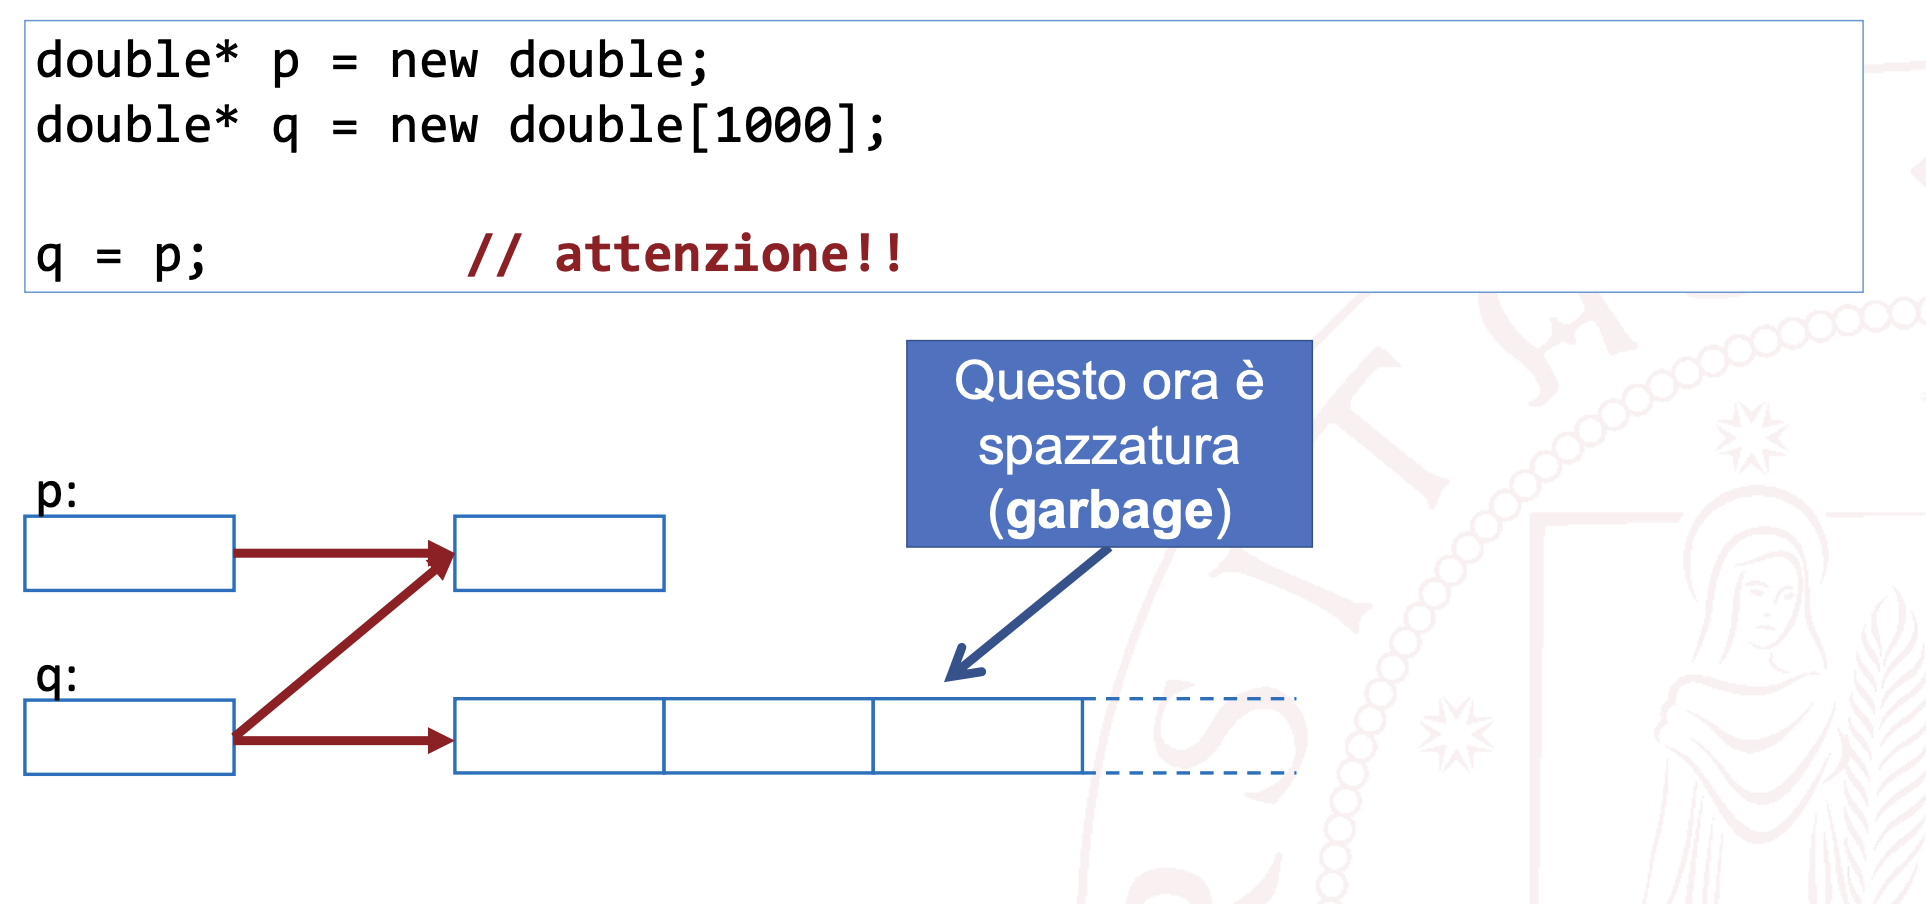 double* p = new double;
double* q = new double[1000];
q = p; // attenzione!!
Questo ora è
spazzatura
(garbage)
p:
q:
R S I T A S